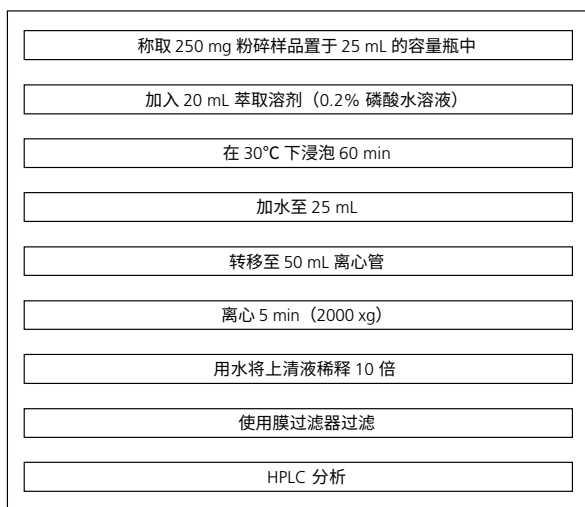 称取 250 mg 粉碎样品置于 25 mL 的容量瓶中
加入 20 mL 萃取溶剂（0.2% 磷酸水溶液）
在 30℃ 下浸泡 60 min
加水至 25 mL
转移至 50 mL 离心管
离心 5 min（2000 xg）
用水将上清液稀释 10 倍
使用膜过滤器过滤
HPLC 分析